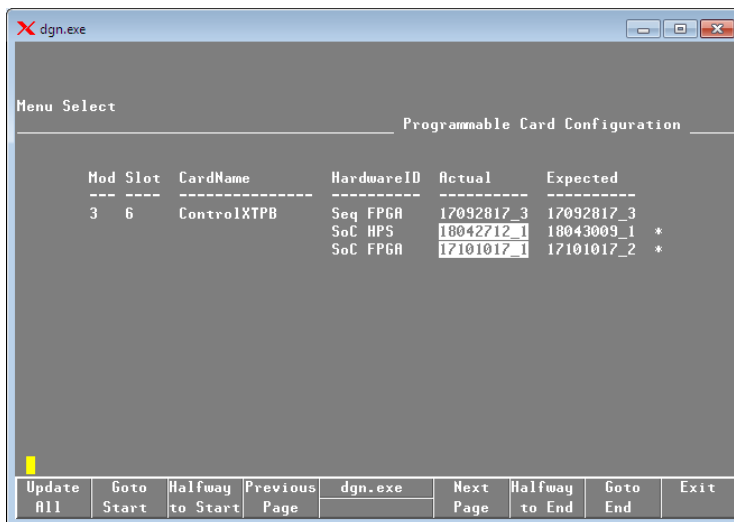 dgn.exe
Menu Select
Programmable Card Configuration
Mod Slot CardName HardwareID Actual Expected
3 6 ControlXTPB Seq FPGA 17092817_3 17092817_3
SoC HPS 18042712_1 18043009_1 *
SoC FPGA 17101017_1 17101017_2 *
Update Goto Halfway Previous dgn.exe Next Halfway Goto Exit
All Start to Start Page Page to End End